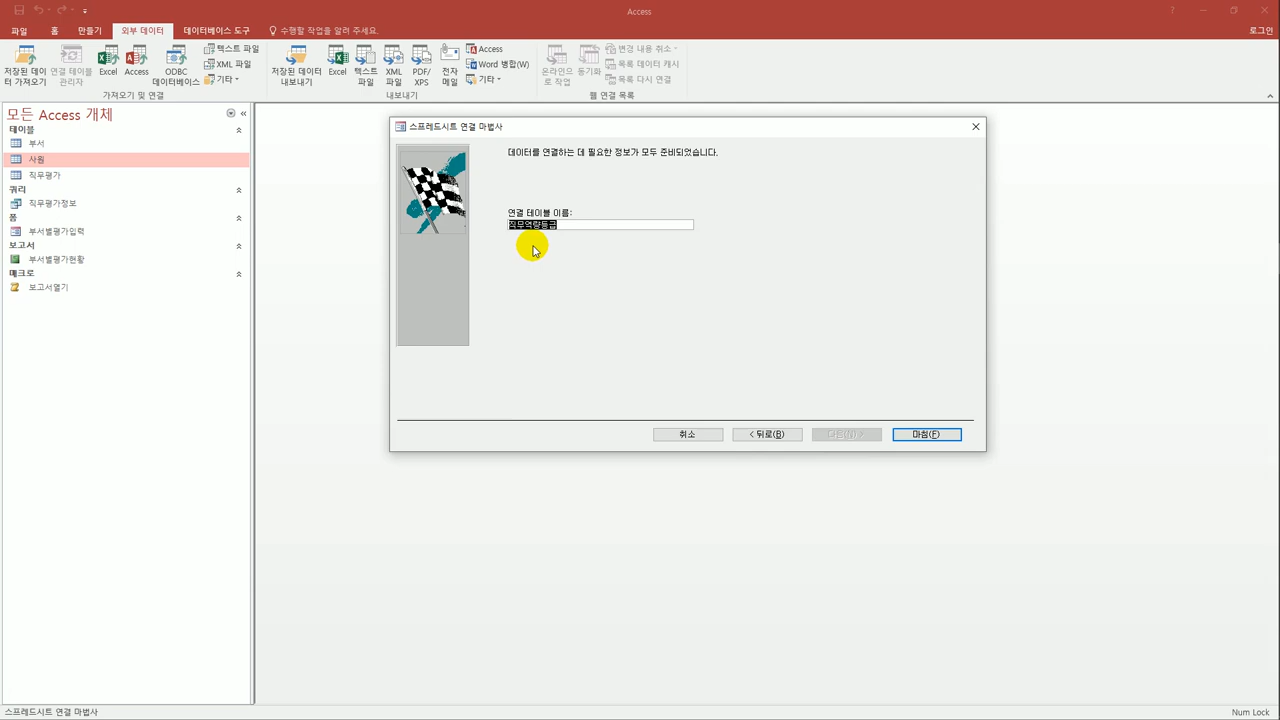 Access
?
파일 홈 만들기 외부 데이터 데이터베이스 도구 수행할 작업을 알려 주세요. 로그인
저장된 데이터 가져오기
연결 테이블 관리자
Excel
Access
ODBC 데이터베이스
텍스트 파일
XML 파일
기타
가져오기 및 연결
저장된 데이터 내보내기
Excel
텍스트 파일
XML 파일
PDF/XPS
전자 메일
Access
Word 병합(W)
기타
내보내기
온라인으로 작업
동기화
변경 내용 취소
목록 데이터 캐시
목록 다시 연결
웹 연결 목록
모든 Access 개체
테이블
부서
사원
직무평가
쿼리
직무평가정보
폼
부서별평가입력
보고서
부서별평가현황
매크로
보고서열기
스프레드시트 연결 마법사
데이터를 연결하는 데 필요한 정보가 모두 준비되었습니다.
연결 테이블 이름:
직무역량등급
취소
< 뒤로(B)
다음(N) >
마침(F)
스프레드시트 연결 마법사
Num Lock